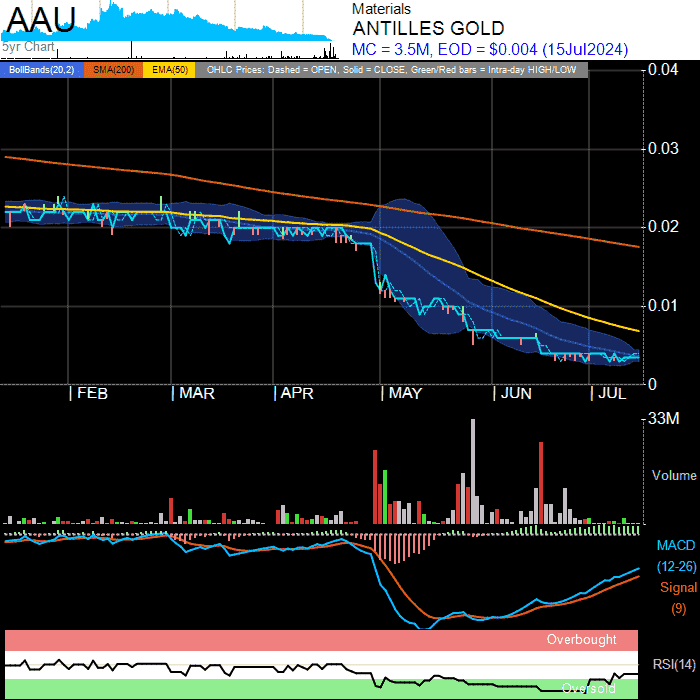 AAU
5yr Chart
Materials
ANTILLES GOLD
MC = 3.5M, EOD = $0.004 (15Jul2024)
BollBands(20,2) SMA(200) EMA(50) OHLC Prices: Dashed = OPEN, Solid = CLOSE, Green/Red bars = Intra-day HIGH/LOW
0.04
0.03
0.02
0.01
0
| FEB | MAR | APR | MAY | JUN | JUL
33M
Volume
MACD
(12-26)
Signal
(9)
Overbought
RSI(14)
Oversold